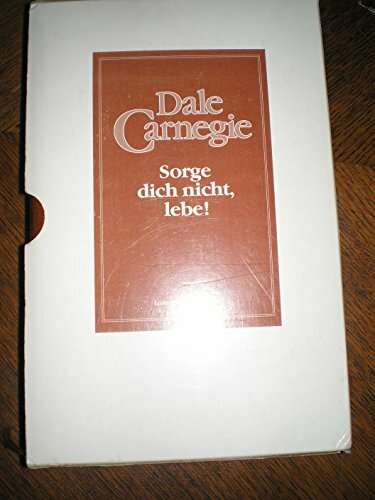 Dale
Carnegie
Sorge
dich nicht,
lebe!